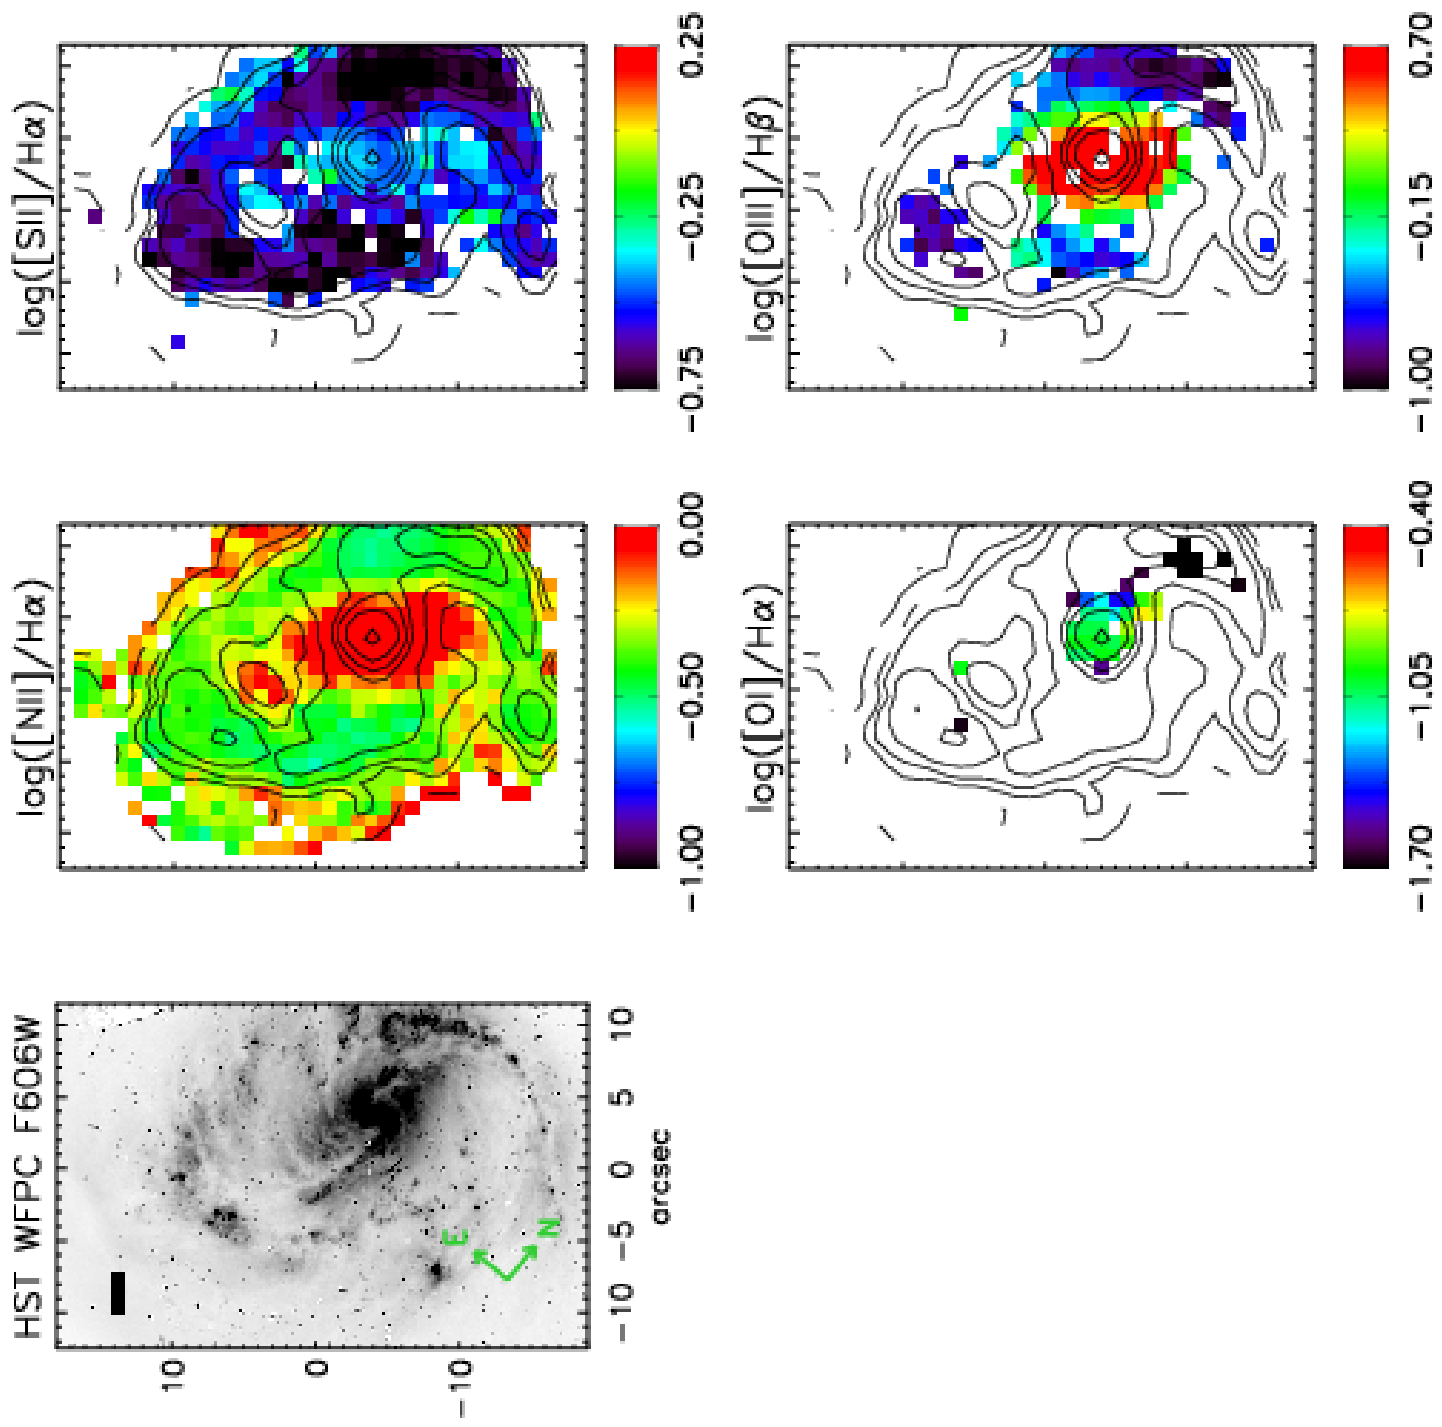 HST WFPC F606W
10
0
−10
−10 −5 0 5 10
arcsec
E
N
log([NII]/Hα)
−1.00 −0.50 0.00
log([SII]/Hα)
−0.75 −0.25 0.25
log([OI]/Hα)
−1.70 −1.05 −0.40
log([OIII]/Hβ)
−1.00 −0.15 0.70